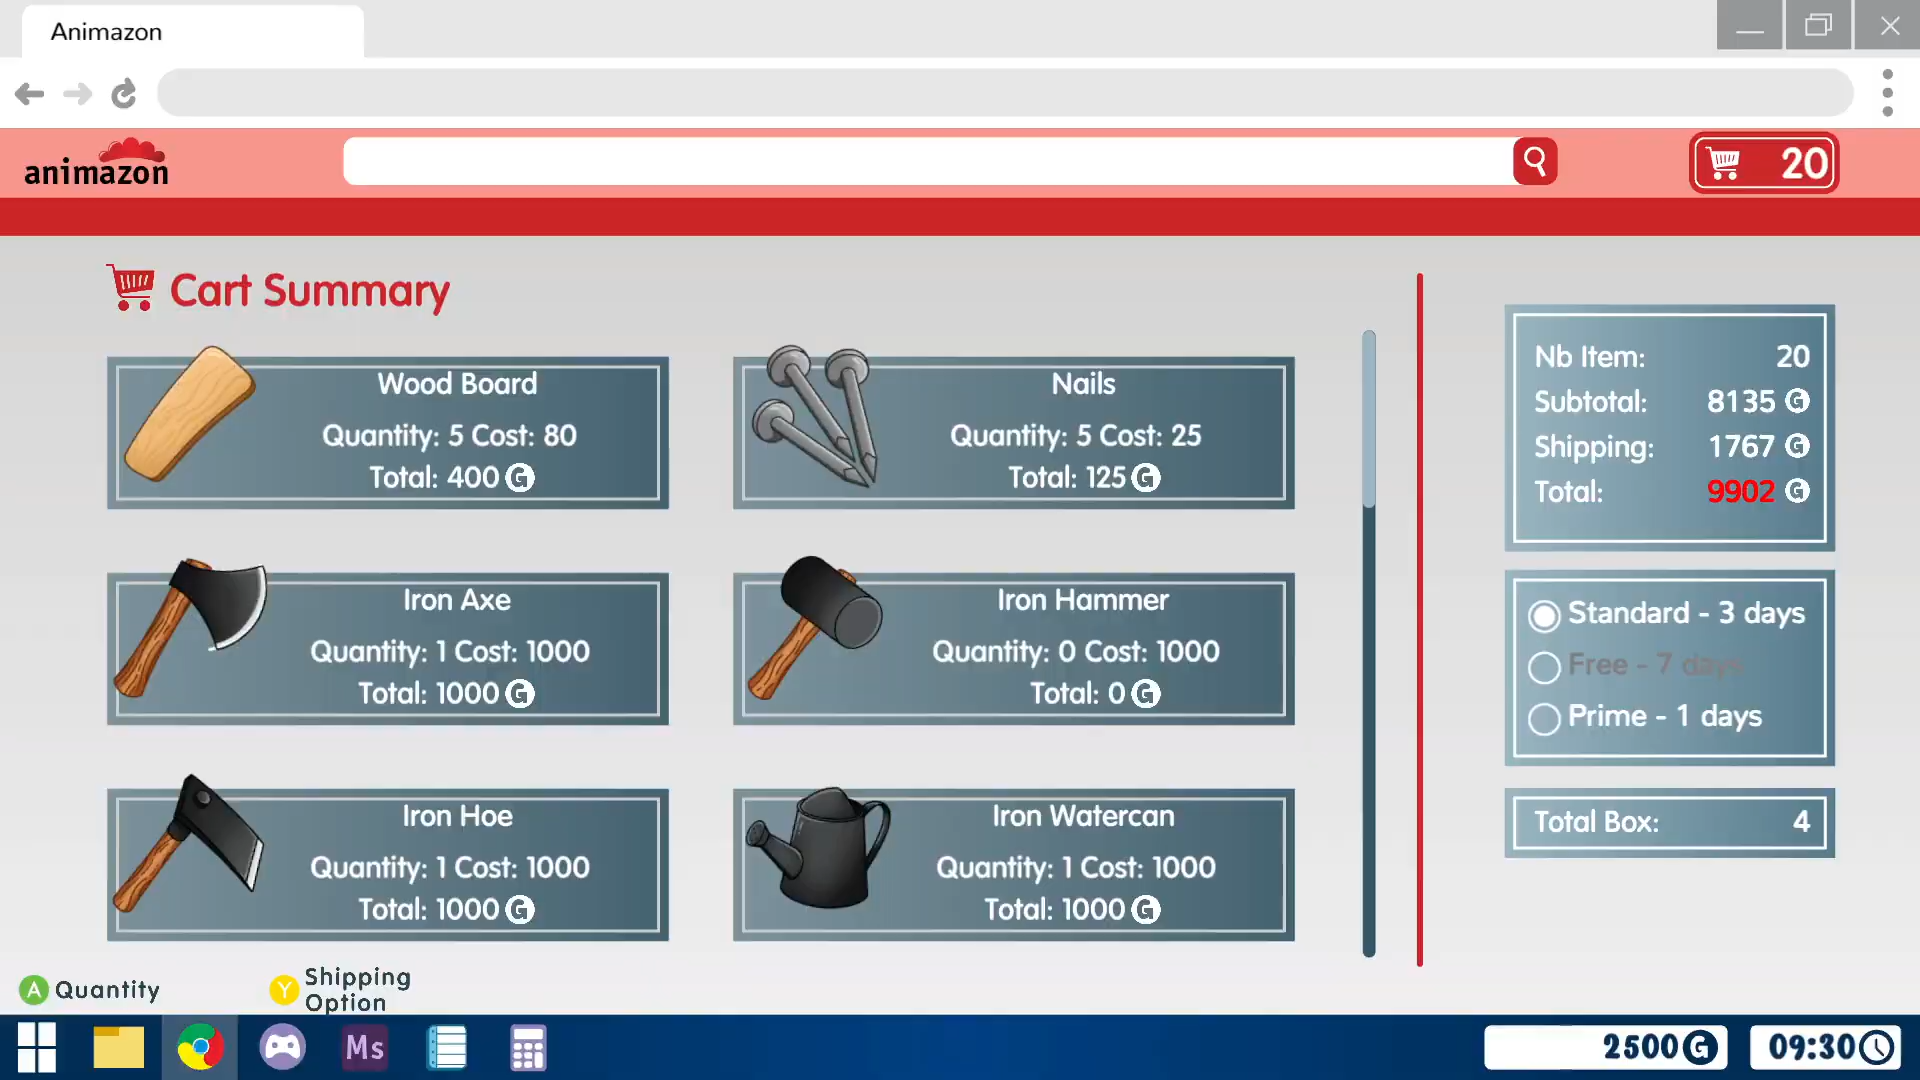 Animazon
animazon
20
Cart Summary
Wood Board
Quantity: 5 Cost: 80
Total: 400 G
Nails
Quantity: 5 Cost: 25
Total: 125 G
Iron Axe
Quantity: 1 Cost: 1000
Total: 1000 G
Iron Hammer
Quantity: 0 Cost: 1000
Total: 0 G
Iron Hoe
Quantity: 1 Cost: 1000
Total: 1000 G
Iron Watercan
Quantity: 1 Cost: 1000
Total: 1000 G
Nb Item: 20
Subtotal: 8135 G
Shipping: 1767 G
Total: 9902 G
Standard - 3 days
Free - 7 days
Prime - 1 days
Total Box: 4
A Quantity
Y Shipping
Option
Ms
2500 G
09:30